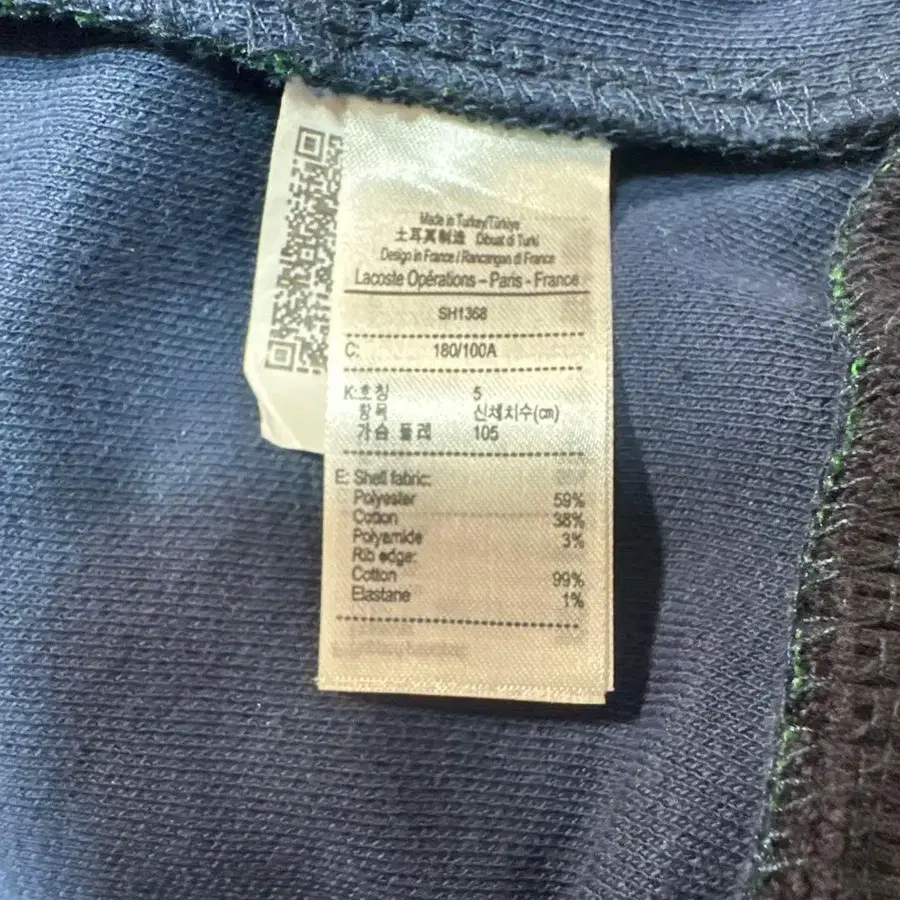 Made in Turkey/Türkiye
土耳其制造 Dibuat di Turki
Design in France / Rancangan di France
Lacoste Opérations – Paris - France
SH1368
C: 180/100A
K:호칭 5
항목 신체치수(cm)
가슴 둘레 105
E: Shell fabric:
Polyester 59%
Cotton 38%
Polyamide 3%
Rib edge:
Cotton 99%
Elastane 1%